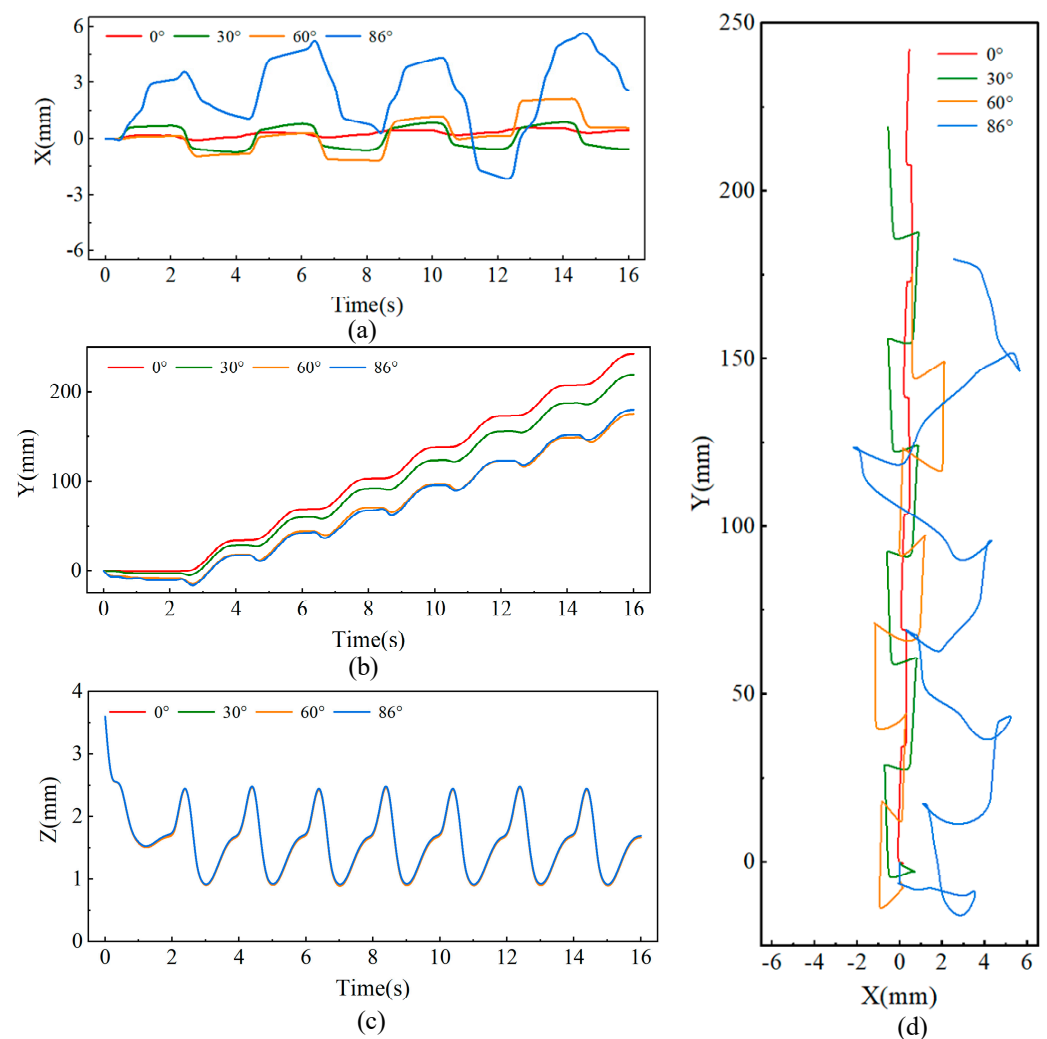 6
3
0
-3
-6
X(mm)
0° 30° 60° 86°
0 2 4 6 8 10 12 14 16
Time(s)
(a)
200
100
0
Y(mm)
0° 30° 60° 86°
0 2 4 6 8 10 12 14 16
Time(s)
(b)
4
3
2
1
0
Z(mm)
0° 30° 60° 86°
0 2 4 6 8 10 12 14 16
Time(s)
(c)
250
200
150
100
50
0
Y(mm)
0°
30°
60°
86°
-6 -4 -2 0 2 4 6
X(mm)
(d)